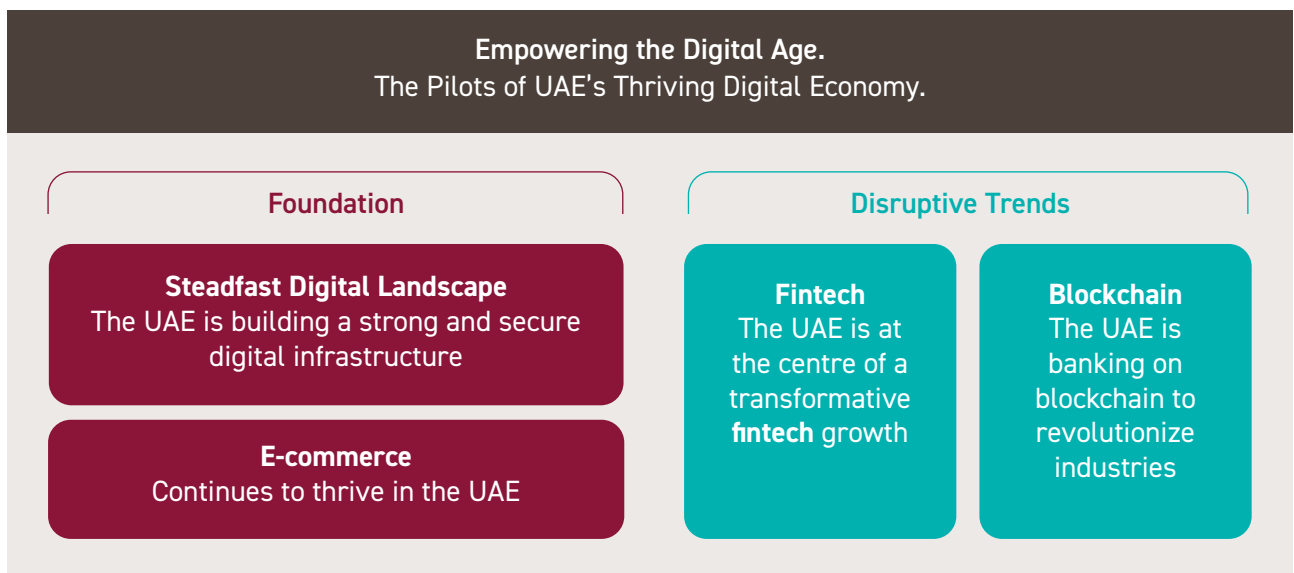 Empowering the Digital Age.
The Pilots of UAE's Thriving Digital Economy.
Foundation
Steadfast Digital Landscape
The UAE is building a strong and secure
digital infrastructure
E-commerce
Continues to thrive in the UAE
Disruptive Trends
Fintech
The UAE is at
the centre of a
transformative
fintech growth
Blockchain
The UAE is
banking on
blockchain to
revolutionize
industries